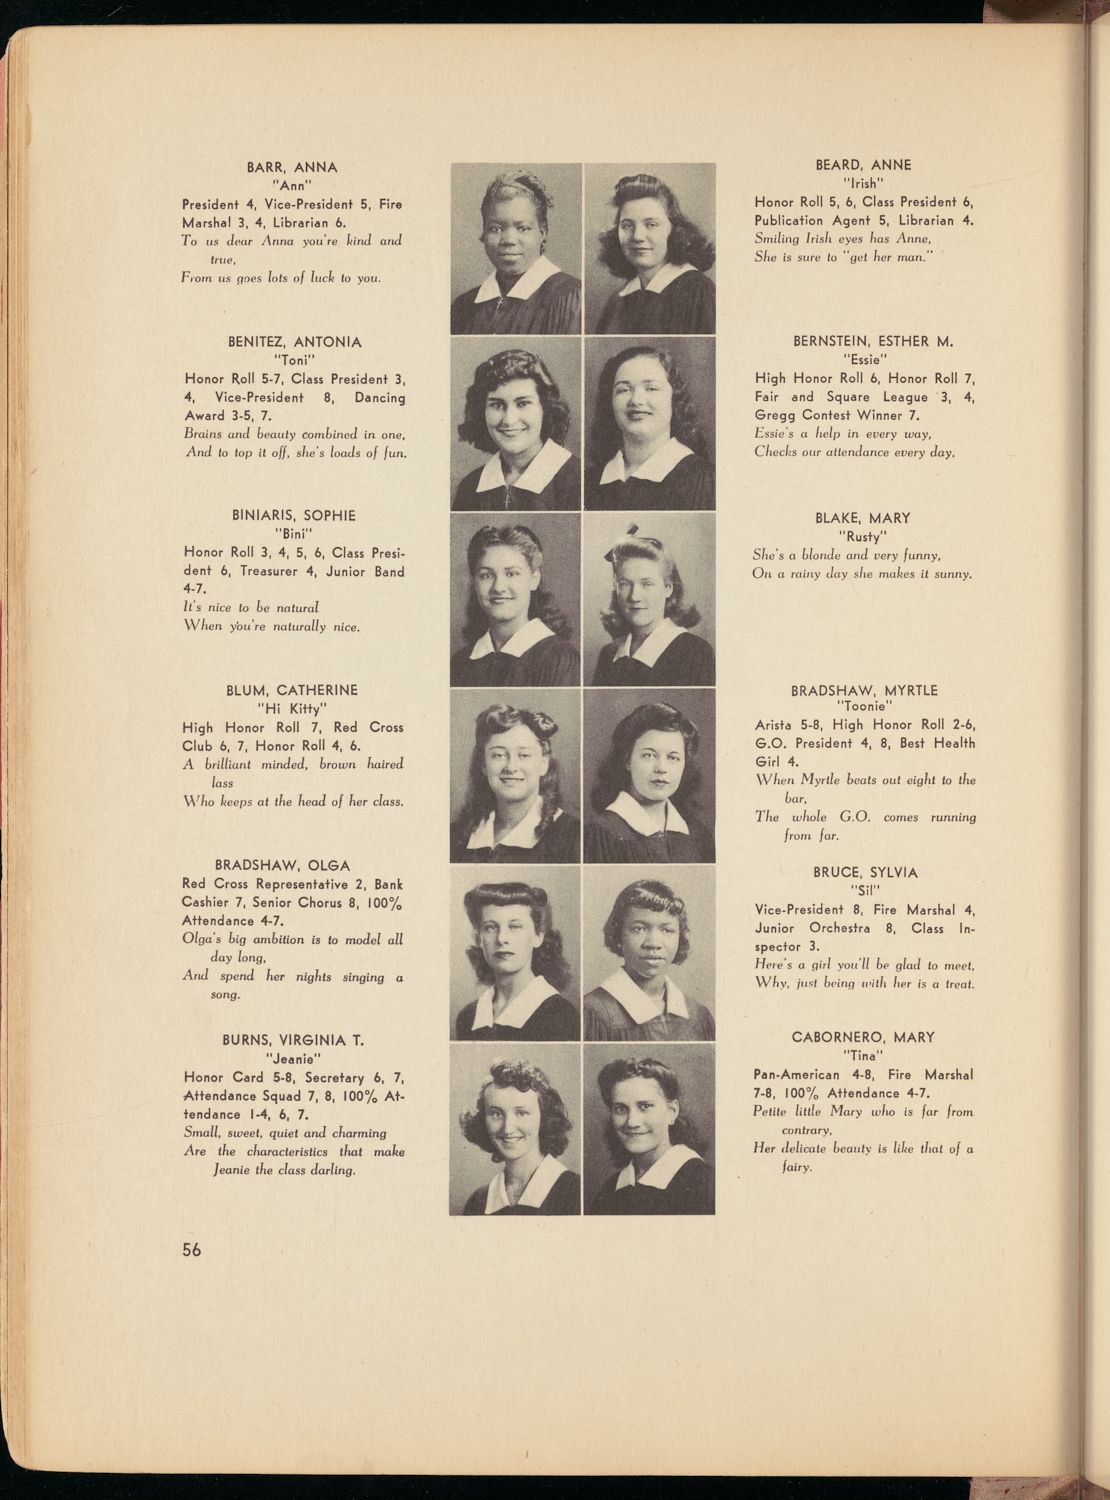 BARR, ANNA
"Ann"
President 4, Vice-President 5, Fire
Marshal 3, 4, Librarian 6.
To us dear Anna you're kind and
true,
From us goes lots of luck to you.
BENITEZ, ANTONIA
"Toni"
Honor Roll 5-7, Class President 3,
4, Vice-President 8, Dancing
Award 3-5, 7.
Brains and beauty combined in one,
And to top it off, she's loads of fun.
BINIARIS, SOPHIE
"Bini"
Honor Roll 3, 4, 5, 6, Class Presi-
dent 6, Treasurer 4, Junior Band
4-7.
It's nice to be natural
When you're naturally nice.
BLUM, CATHERINE
"Hi Kitty"
High Honor Roll 7, Red Cross
Club 6, 7, Honor Roll 4, 6.
A brilliant minded, brown haired
lass
Who keeps at the head of her class.
BRADSHAW, OLGA
Red Cross Representative 2, Bank
Cashier 7, Senior Chorus 8, 100%
Attendance 4-7.
Olga's big ambition is to model all
day long,
And spend her nights singing a
song.
BURNS, VIRGINIA T.
"Jeanie"
Honor Card 5-8, Secretary 6, 7,
Attendance Squad 7, 8, 100% At-
tendance 1-4, 6, 7.
Small, sweet, quiet and charming
Are the characteristics that make
Jeanie the class darling.
BEARD, ANNE
"Irish"
Honor Roll 5, 6, Class President 6,
Publication Agent 5, Librarian 4.
Smiling Irish eyes has Anne,
She is sure to "get her man."
BERNSTEIN, ESTHER M.
"Essie"
High Honor Roll 6, Honor Roll 7,
Fair and Square League 3, 4,
Gregg Contest Winner 7.
Essie's a help in every way,
Checks our attendance every day.
BLAKE, MARY
"Rusty"
She's a blonde and very funny,
On a rainy day she makes it sunny.
BRADSHAW, MYRTLE
"Toonie"
Arista 5-8, High Honor Roll 2-6,
G.O. President 4, 8, Best Health
Girl 4.
When Myrtle beats out eight to the
bar,
The whole G.O. comes running
from far.
BRUCE, SYLVIA
"Sil"
Vice-President 8, Fire Marshal 4,
Junior Orchestra 8, Class In-
spector 3.
Here's a girl you'll be glad to meet,
Why, just being with her is a treat.
CABORNERO, MARY
"Tina"
Pan-American 4-8, Fire Marshal
7-8, 100% Attendance 4-7.
Petite little Mary who is far from
contrary,
Her delicate beauty is like that of a
fairy.
56